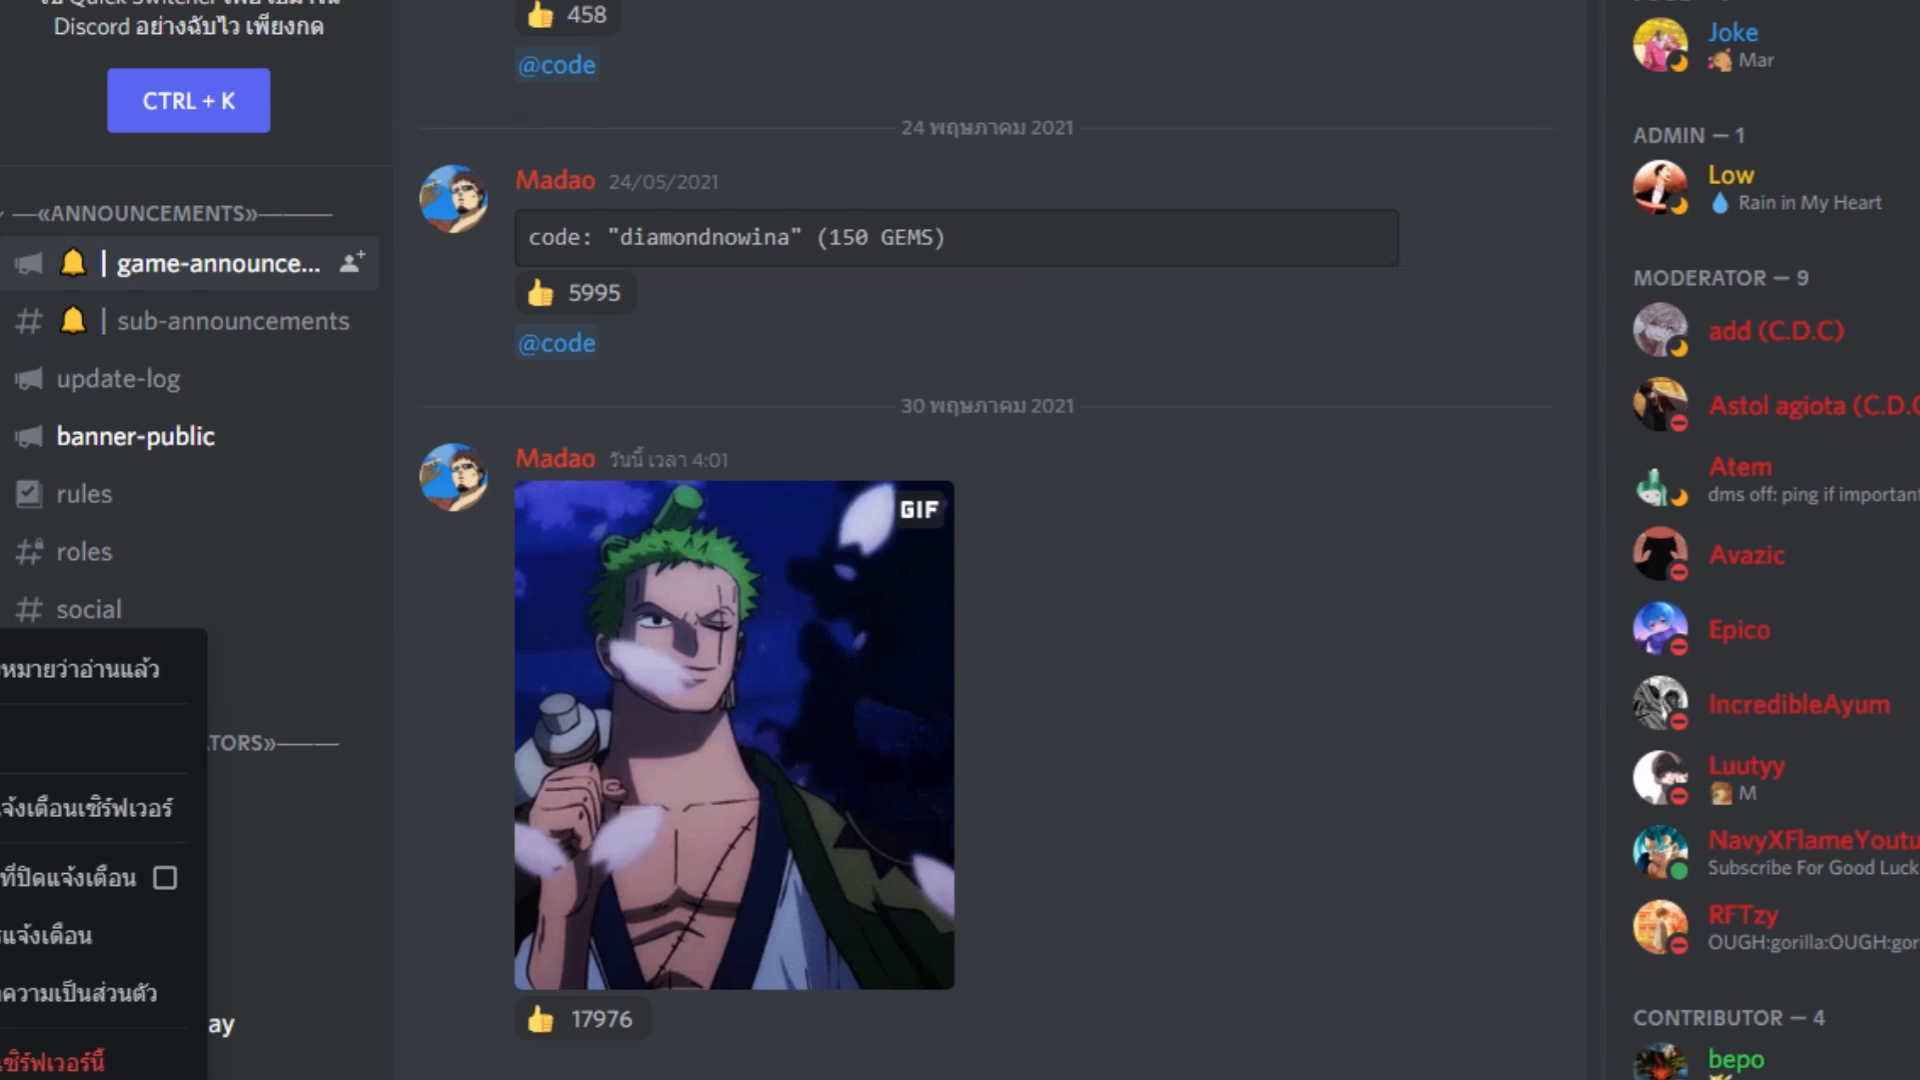 Discord อย่างฉับไว เพียงกด
CTRL + K
—«ANNOUNCEMENTS»———
| game-announce...
| sub-announcements
update-log
banner-public
rules
roles
social
หมายว่าอ่านแล้ว
TORS»——
แจ้งเตือนเซิร์ฟเวอร์
ที่ปิดแจ้งเตือน
แจ้งเตือน
ความเป็นส่วนตัว
ay
เซิร์ฟเวอร์นี้
458
@code
24 พฤษภาคม 2021
Madao 24/05/2021
code: "diamondnowina" (150 GEMS)
5995
@code
30 พฤษภาคม 2021
Madao วันนี้ เวลา 4:01
GIF
17976
Joke
Mar
ADMIN — 1
Low
Rain in My Heart
MODERATOR — 9
add (C.D.C)
Astol agiota (C.D.C
Atem
dms off: ping if important
Avazic
Epico
IncredibleAyum
Luutyy
M
NavyXFlameYoutu
Subscribe For Good Luck
RFTzy
OUGH:gorilla:OUGH:gor
CONTRIBUTOR — 4
bepo